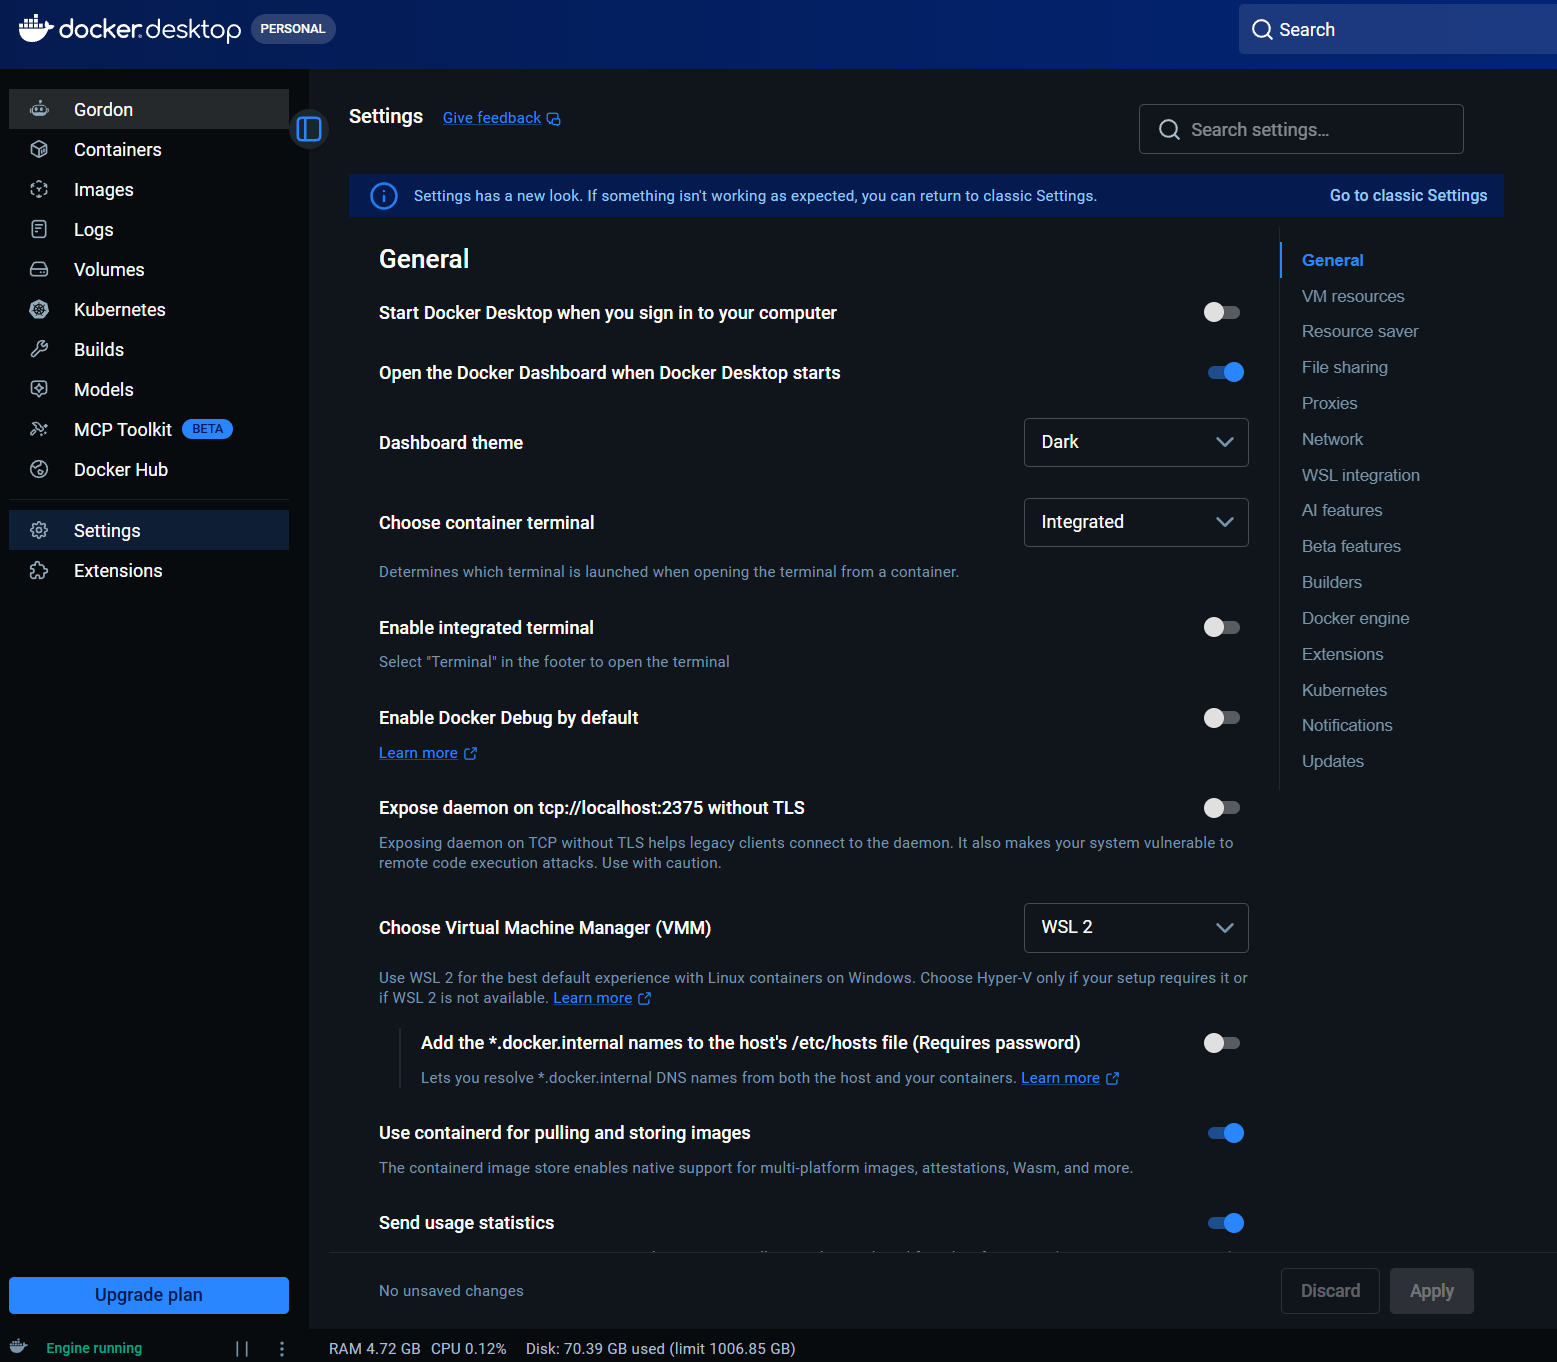 docker.desktop PERSONAL
Search
Gordon
Containers
Images
Logs
Volumes
Kubernetes
Builds
Models
MCP Toolkit BETA
Docker Hub
Settings
Extensions
Upgrade plan
Settings Give feedback
Search settings...
Settings has a new look. If something isn't working as expected, you can return to classic Settings. Go to classic Settings
General
Start Docker Desktop when you sign in to your computer
Open the Docker Dashboard when Docker Desktop starts
Dashboard theme Dark
Choose container terminal Integrated
Determines which terminal is launched when opening the terminal from a container.
Enable integrated terminal
Select "Terminal" in the footer to open the terminal
Enable Docker Debug by default
Learn more
Expose daemon on tcp://localhost:2375 without TLS
Exposing daemon on TCP without TLS helps legacy clients connect to the daemon. It also makes your system vulnerable to
remote code execution attacks. Use with caution.
Choose Virtual Machine Manager (VMM) WSL 2
Use WSL 2 for the best default experience with Linux containers on Windows. Choose Hyper-V only if your setup requires it or
if WSL 2 is not available. Learn more
Add the *.docker.internal names to the host's /etc/hosts file (Requires password)
Lets you resolve *.docker.internal DNS names from both the host and your containers. Learn more
Use containerd for pulling and storing images
The containerd image store enables native support for multi-platform images, attestations, Wasm, and more.
Send usage statistics
General
VM resources
Resource saver
File sharing
Proxies
Network
WSL integration
AI features
Beta features
Builders
Docker engine
Extensions
Kubernetes
Notifications
Updates
No unsaved changes Discard Apply
Engine running RAM 4.72 GB CPU 0.12% Disk: 70.39 GB used (limit 1006.85 GB)